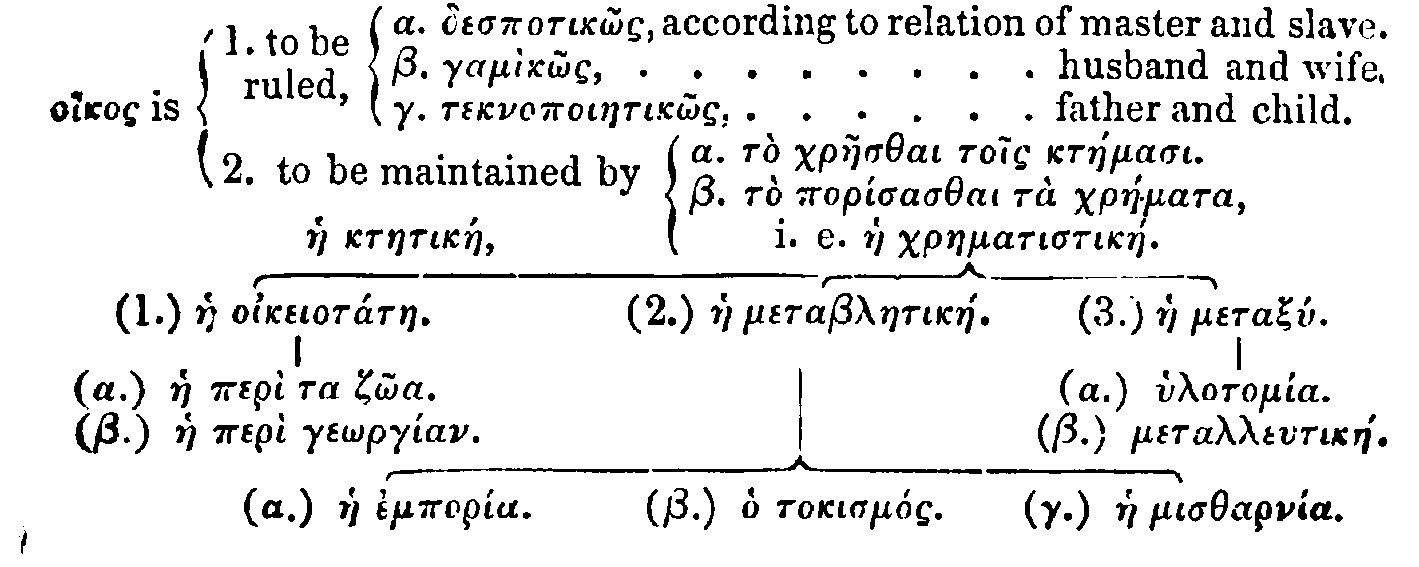 1. to be α. δεσποτικῶς, according to relation of master and slave.
οἶκος is ruled, β. γαμὶκῶς, . . . . . . . . . husband and wife.
γ. τεκνοποιητικῶς, . . . . . . father and child.
2. to be maintained by α. τὸ χρῆσθαι τοῖς κτήμασι.
β. τὸ πορίσασθαι τὰ χρήματα,
ἡ κτητική, i. e. ἡ χρηματιστική.
(1.) ἡ οἰκειοτάτη. (2.) ἡ μεταβλητική. (3.) ἡ μεταξύ.
(α.) ἡ περὶ τα ζῶα. (α.) ὑλοτομία.
(β.) ἡ περὶ γεωργίαν. (β.) μεταλλευτική.
(α.) ἡ ἐμπορία. (β.) ὁ τοκισμός. (γ.) ἡ μισθαρνία.